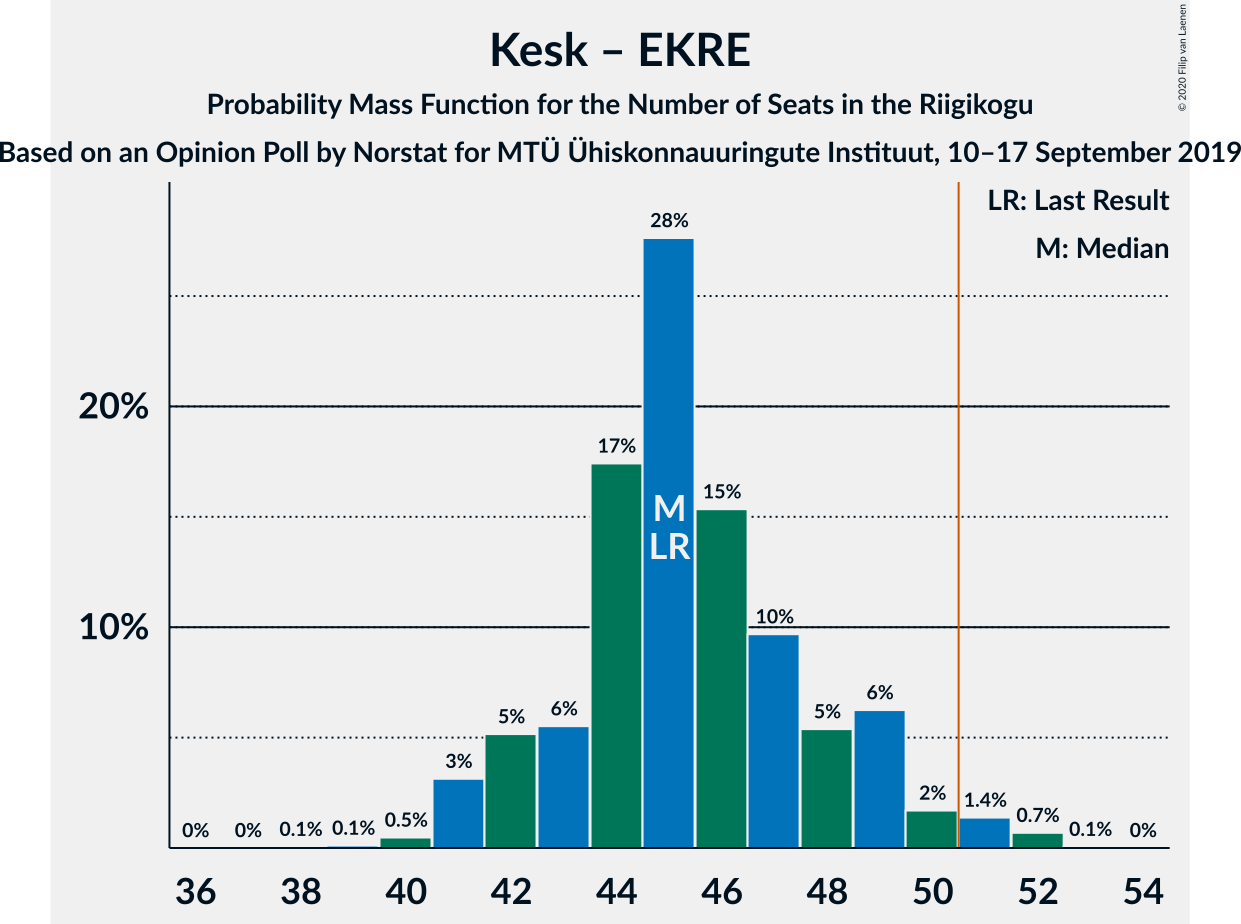 Kesk – EKRE
Probability Mass Function for the Number of Seats in the Riigikogu
Based on an Opinion Poll by Norstat for MTÜ Ühiskonnauuringute Instituut, 10–17 September 2019
© 2020 Filip van Laenen
LR: Last Result
M: Median
28%
20%
17%
15%
M
LR
10%
10%
6%
6%
5%
5%
3%
2%
1.4%
0.7%
0.5%
0% 0% 0.1% 0.1% 0.1% 0%
36 38 40 42 44 46 48 50 52 54